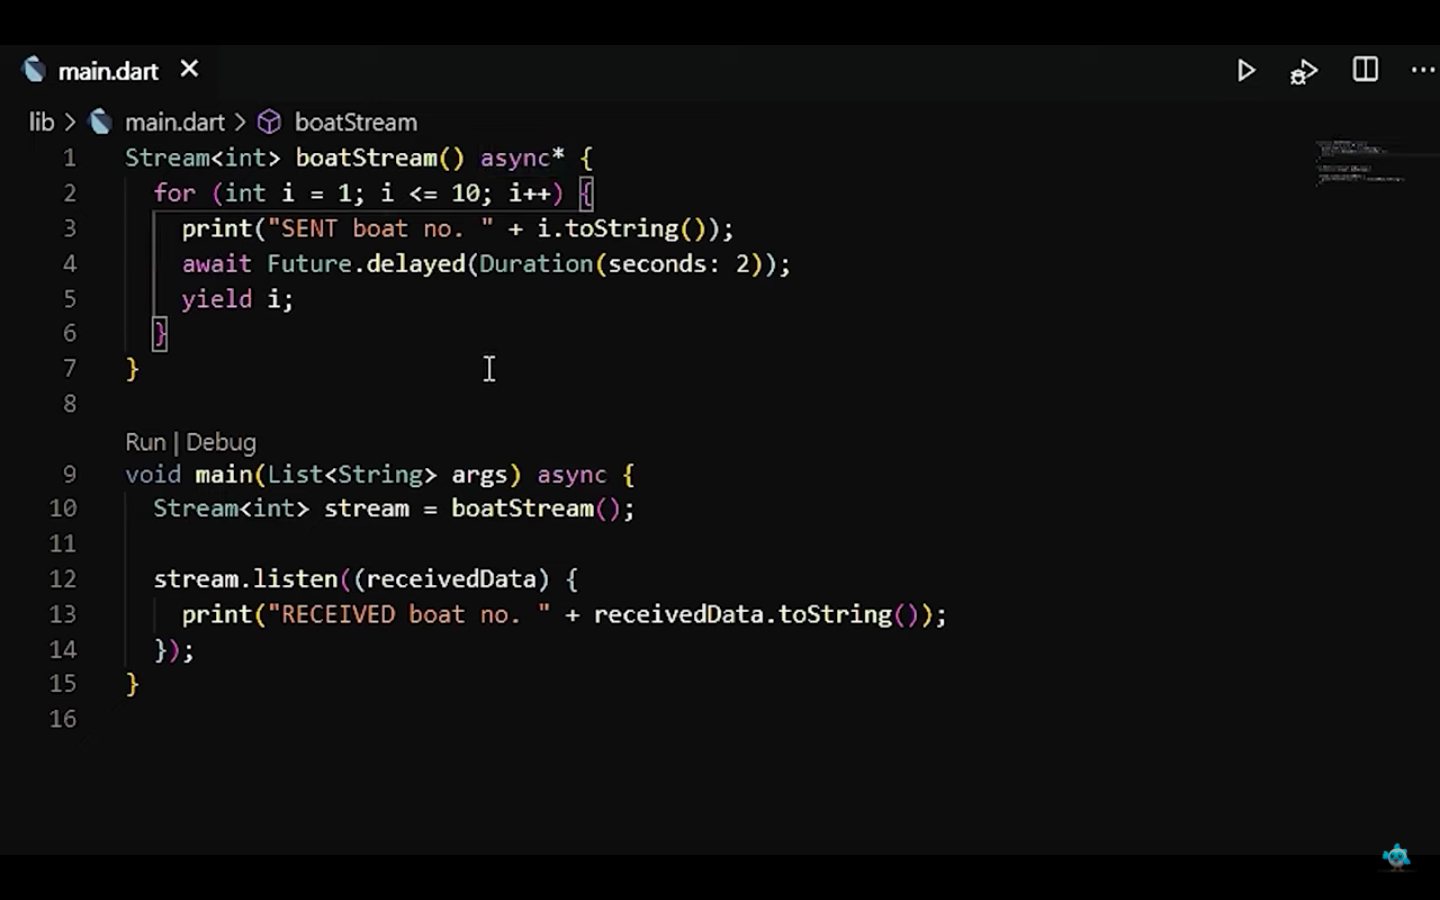 main.dart
lib > main.dart > boatStream
1 Stream<int> boatStream() async* {
2 for (int i = 1; i <= 10; i++) {
3 print("SENT boat no. " + i.toString());
4 await Future.delayed(Duration(seconds: 2));
5 yield i;
6 }
7 }
8
Run | Debug
9 void main(List<String> args) async {
10 Stream<int> stream = boatStream();
11
12 stream.listen((receivedData) {
13 print("RECEIVED boat no. " + receivedData.toString());
14 });
15 }
16